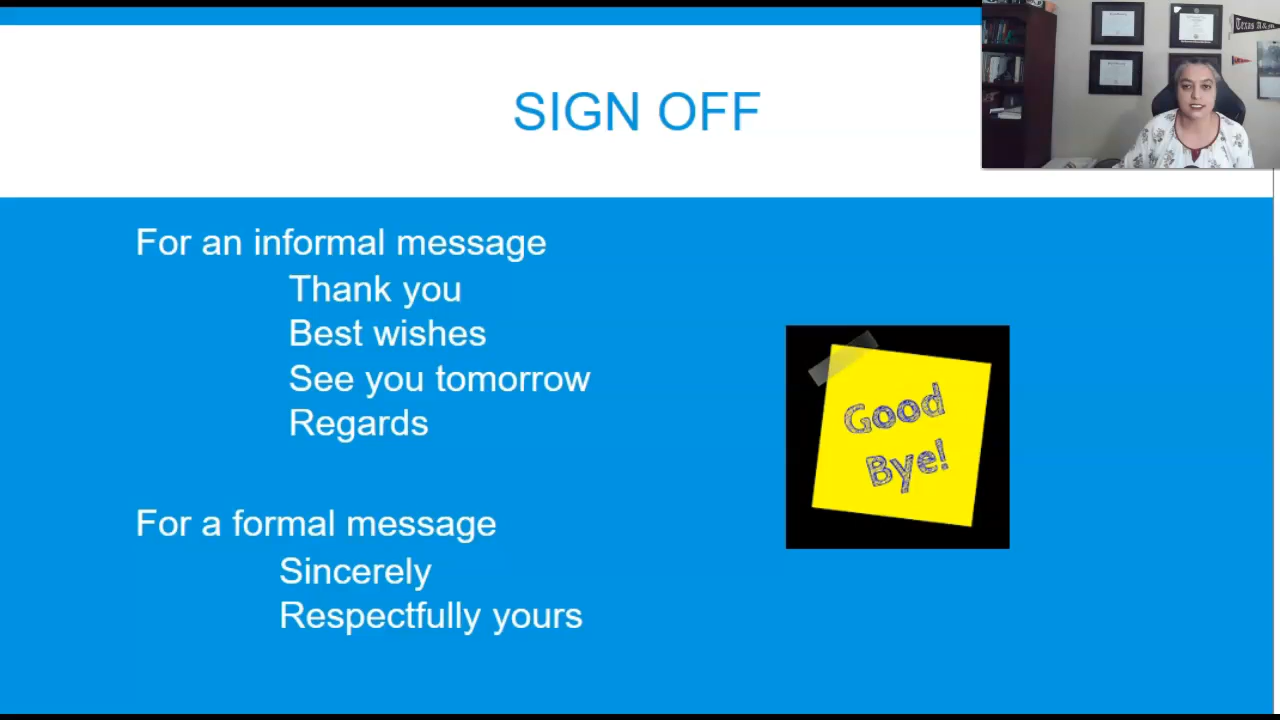 SIGN OFF
Texas A&M
For an informal message
Thank you
Best wishes
See you tomorrow
Regards
Good
Bye!
For a formal message
Sincerely
Respectfully yours